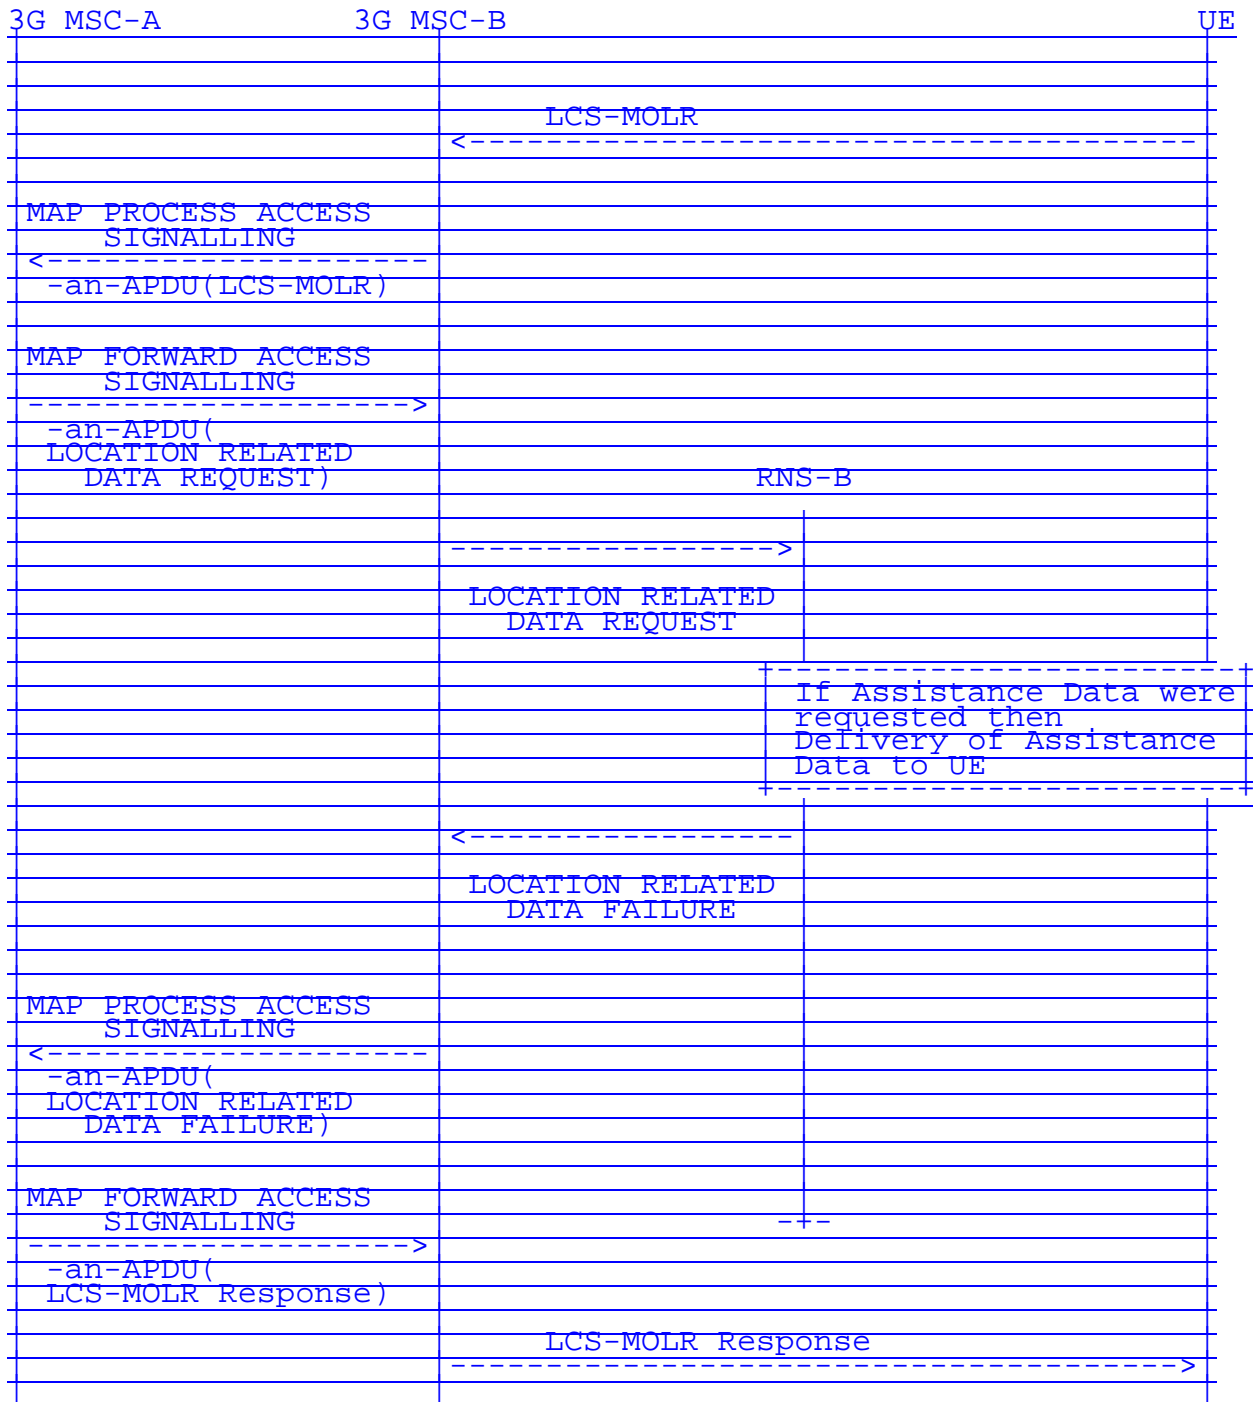 3G MSC-A 3G MSC-B UE
LCS-MOLR
<--------------------------------------
MAP PROCESS ACCESS
SIGNALLING
<---------------------
-an-APDU(LCS-MOLR)
MAP FORWARD ACCESS
SIGNALLING
-------------------->
-an-APDU(
LOCATION RELATED
DATA REQUEST) RNS-B
----------------->
LOCATION RELATED
DATA REQUEST
+------------------------+
If Assistance Data were
requested then
Delivery of Assistance
Data to UE
+------------------------+
<-----------------
LOCATION RELATED
DATA FAILURE
MAP PROCESS ACCESS
SIGNALLING
<--------------------
-an-APDU(
LOCATION RELATED
DATA FAILURE)
MAP FORWARD ACCESS
SIGNALLING -+-
-------------------->
-an-APDU(
LCS-MOLR Response)
LCS-MOLR Response
-------------------------------------->